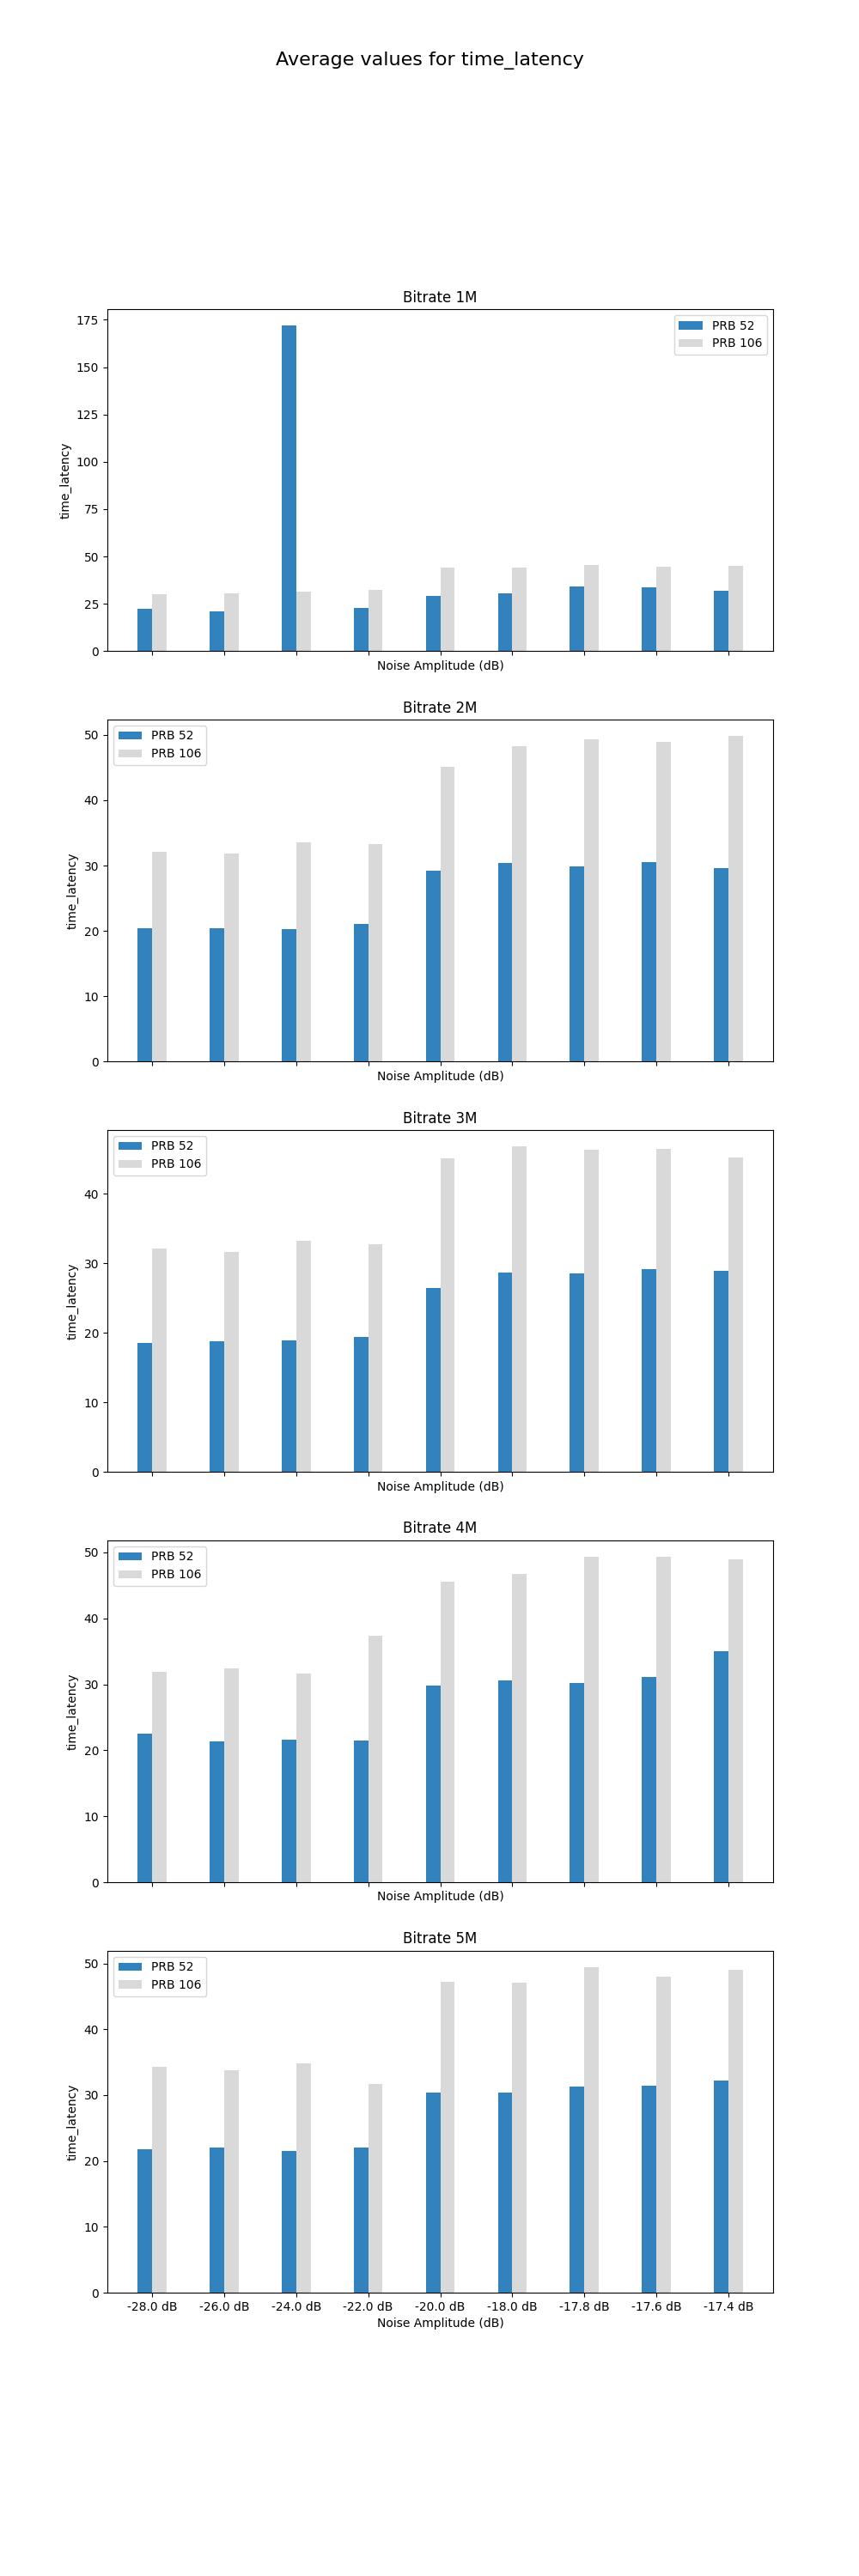 Average values for time_latency
Bitrate 1M
175
150
125
100
75
50
25
0
time_latency
PRB 52
PRB 106
Noise Amplitude (dB)
Bitrate 2M
50
40
30
20
10
0
time_latency
PRB 52
PRB 106
Noise Amplitude (dB)
Bitrate 3M
40
30
20
10
0
time_latency
PRB 52
PRB 106
Noise Amplitude (dB)
Bitrate 4M
50
40
30
20
10
0
time_latency
PRB 52
PRB 106
Noise Amplitude (dB)
Bitrate 5M
50
40
30
20
10
0
time_latency
PRB 52
PRB 106
-28.0 dB -26.0 dB -24.0 dB -22.0 dB -20.0 dB -18.0 dB -17.8 dB -17.6 dB -17.4 dB
Noise Amplitude (dB)